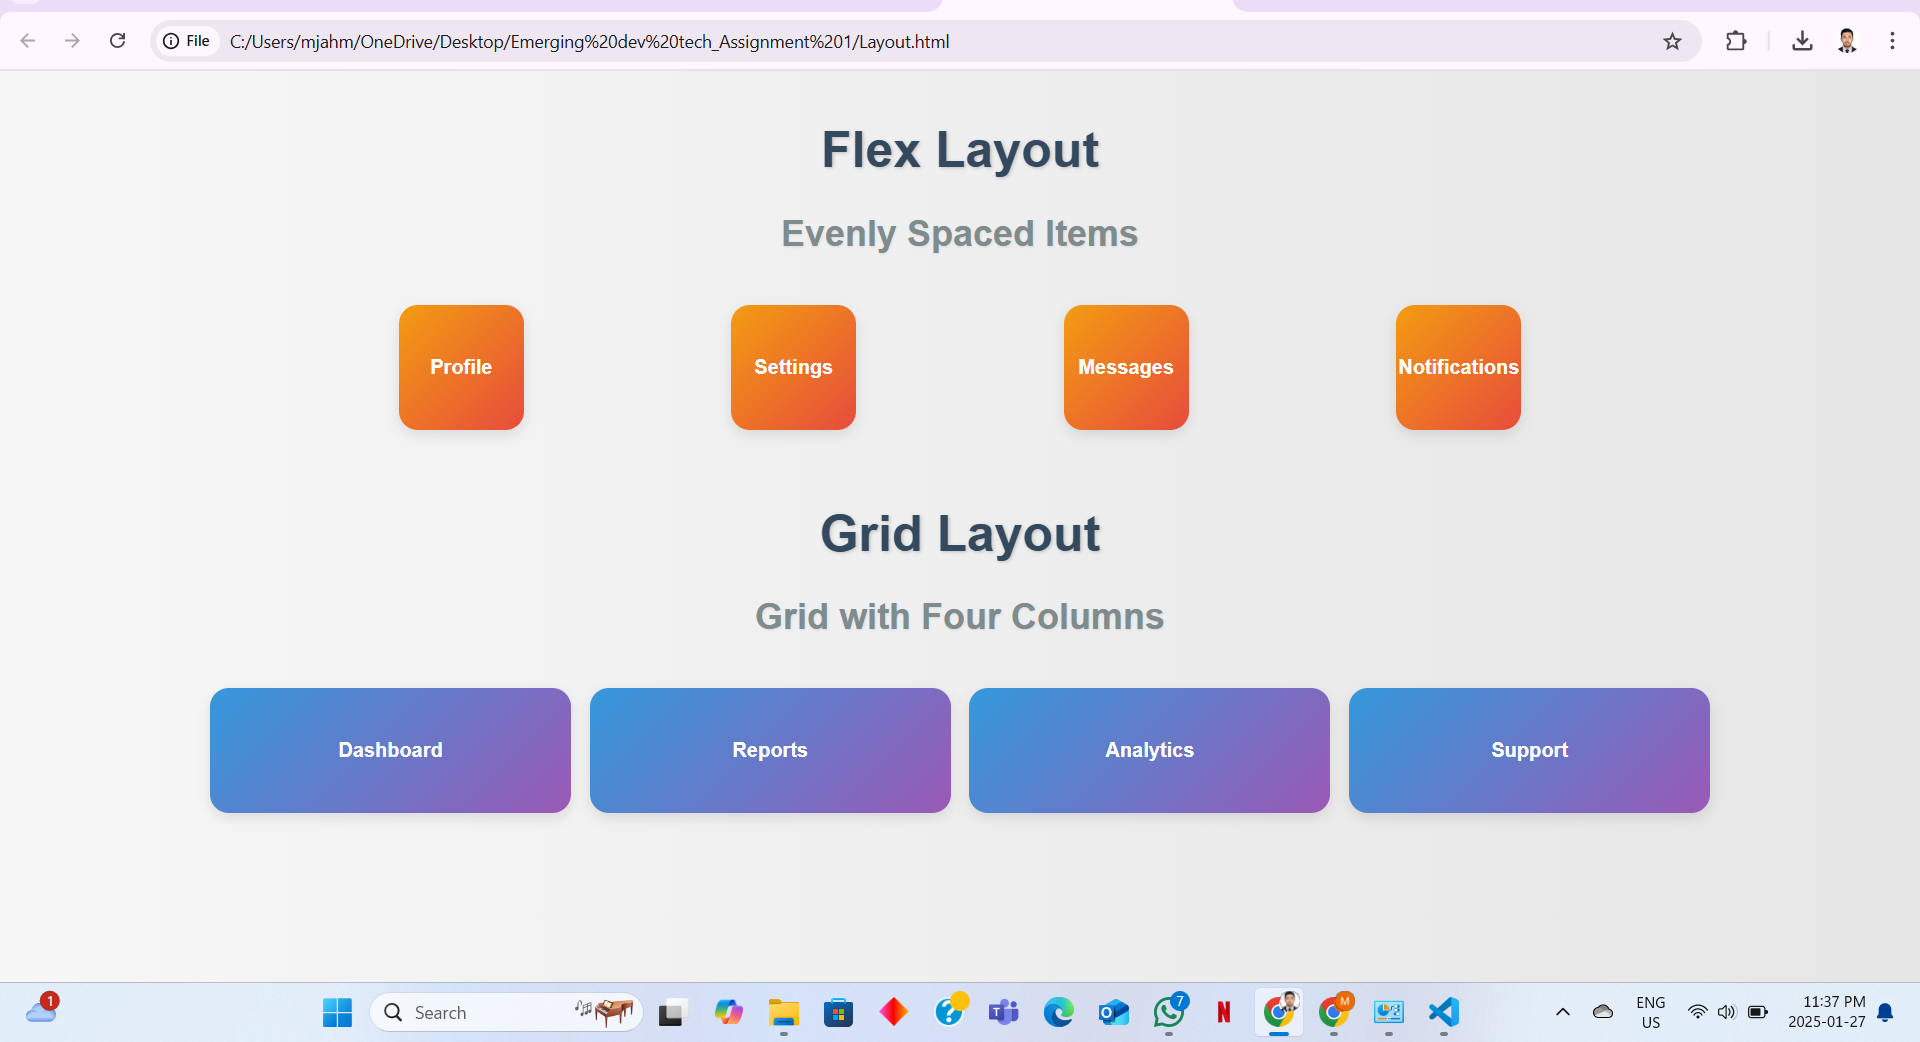 File
C:/Users/mjahm/OneDrive/Desktop/Emerging%20dev%20tech_Assignment%201/Layout.html
Flex Layout
Evenly Spaced Items
Profile
Settings
Messages
Notifications
Grid Layout
Grid with Four Columns
Dashboard
Reports
Analytics
Support
1
Search
7
M
ENG
US
11:37 PM
2025-01-27